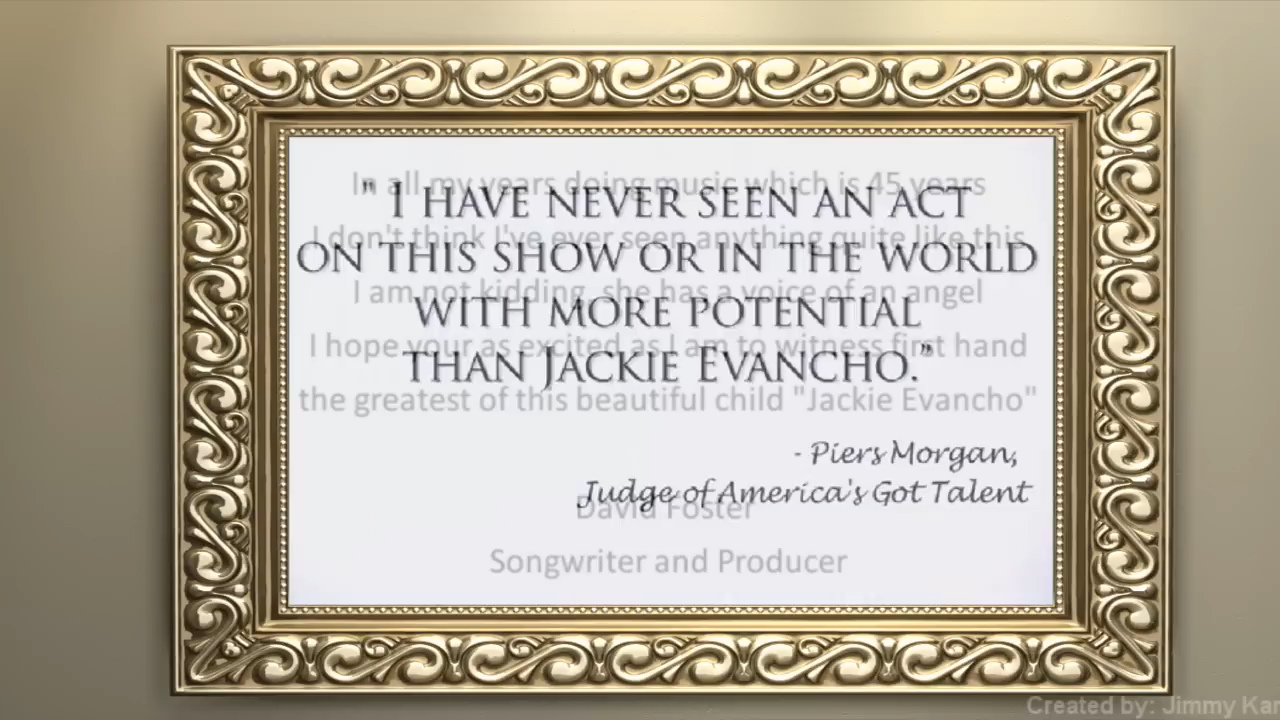 " I HAVE NEVER SEEN AN ACT
ON THIS SHOW OR IN THE WORLD
WITH MORE POTENTIAL
THAN JACKIE EVANCHO."
- Piers Morgan,
Judge of America's Got Talent
In all my years doing music which is 45 years
I don't think I've ever seen anything quite like this
I am not kidding, she has a voice of an angel
I hope your as excited as I am to witness first hand
the greatest of this beautiful child "Jackie Evancho"
David Foster
Songwriter and Producer
Created by: Jimmy Kar